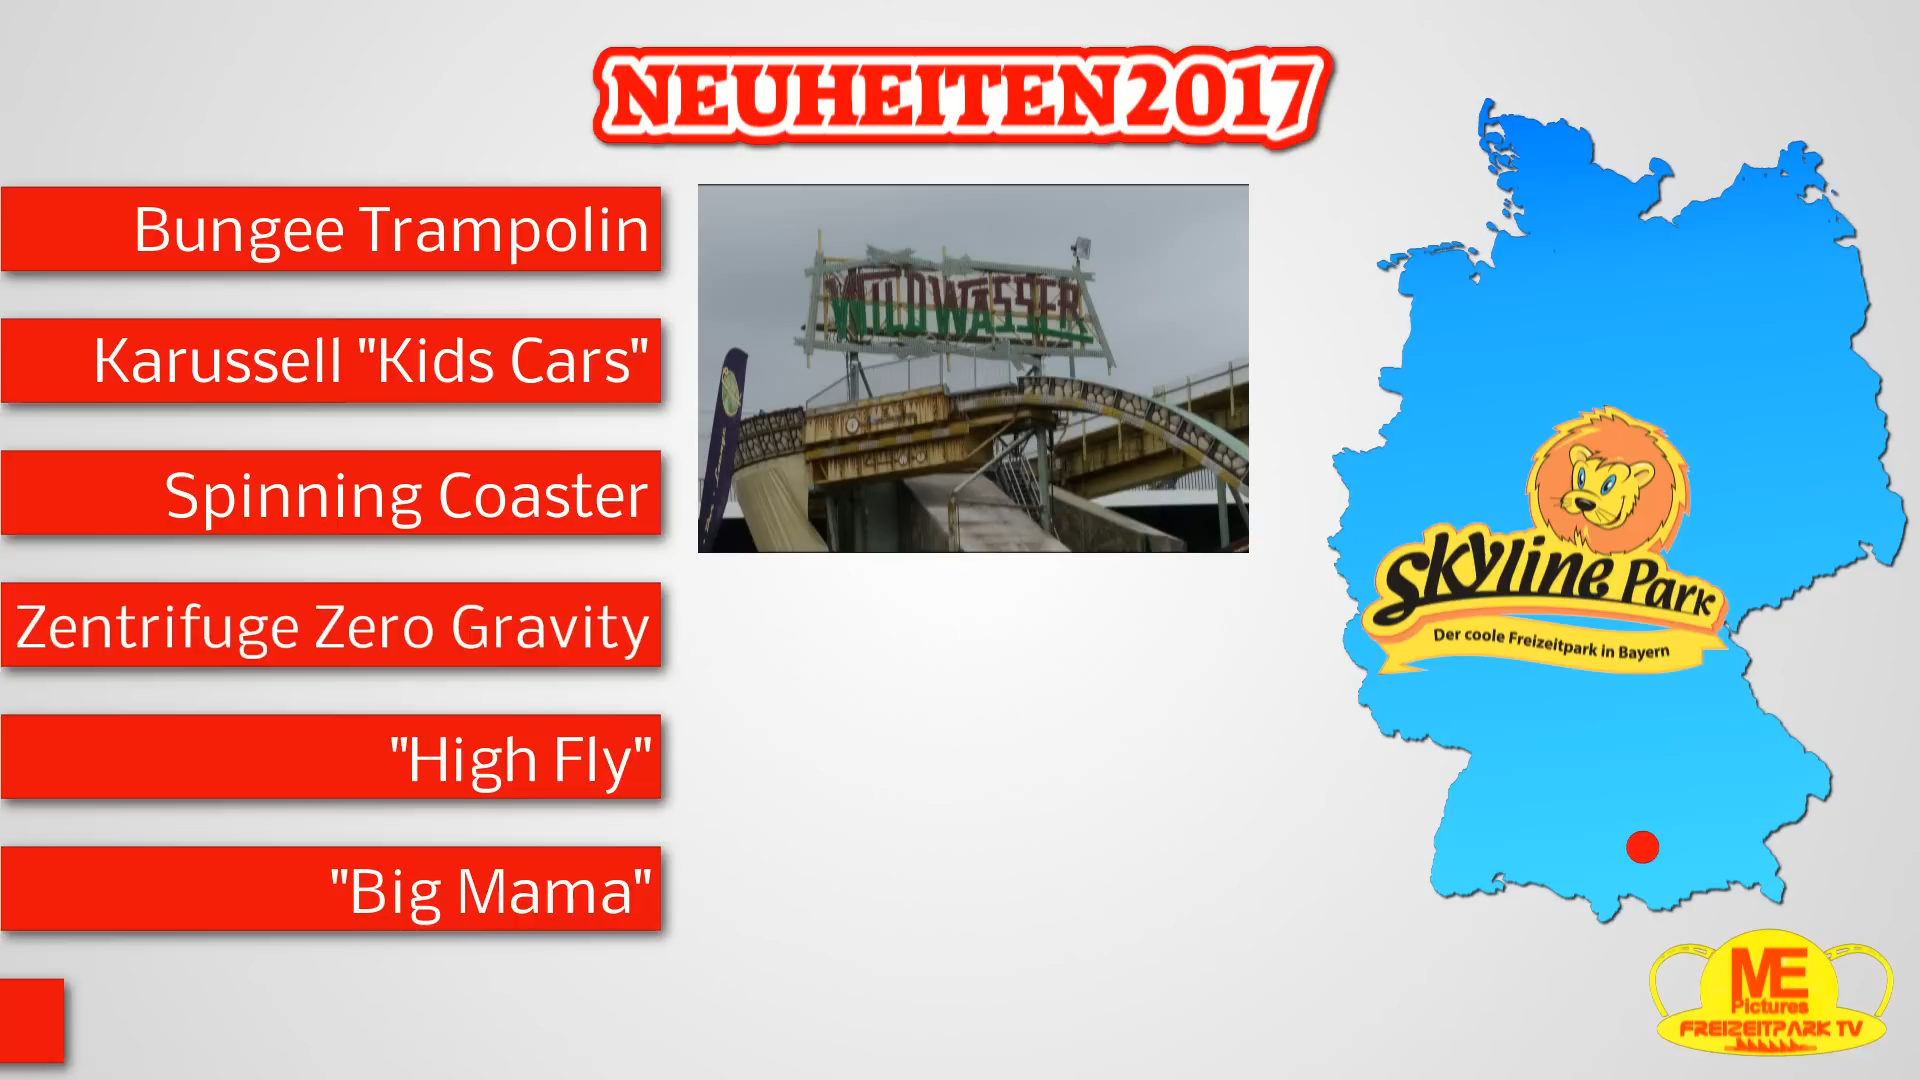 NEUHEITEN2017
Bungee Trampolin
Karussell "Kids Cars"
Spinning Coaster
Zentrifuge Zero Gravity
"High Fly"
"Big Mama"
WILDWASSER
Skyline Park
Der coole Freizeitpark in Bayern
ME
Pictures
FREIZEITPARK TV